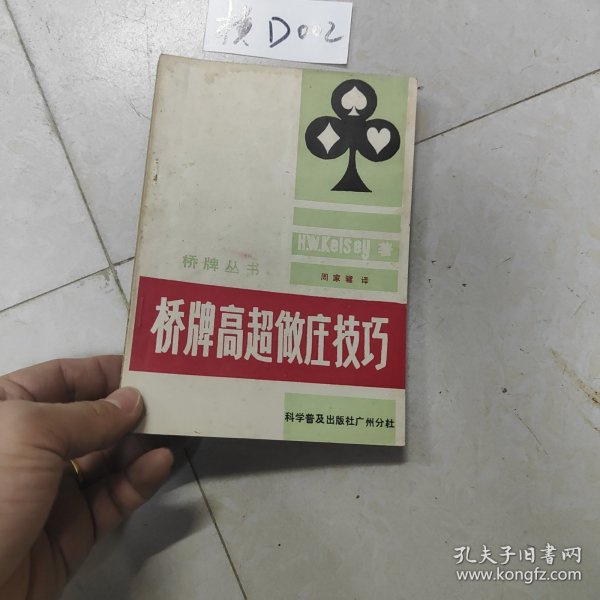 横D002
H.W.Kelsey 著
桥牌丛书
周家骝 译
桥牌高超做庄技巧
科学普及出版社广州分社
孔夫子旧书网
www.kongfz.com